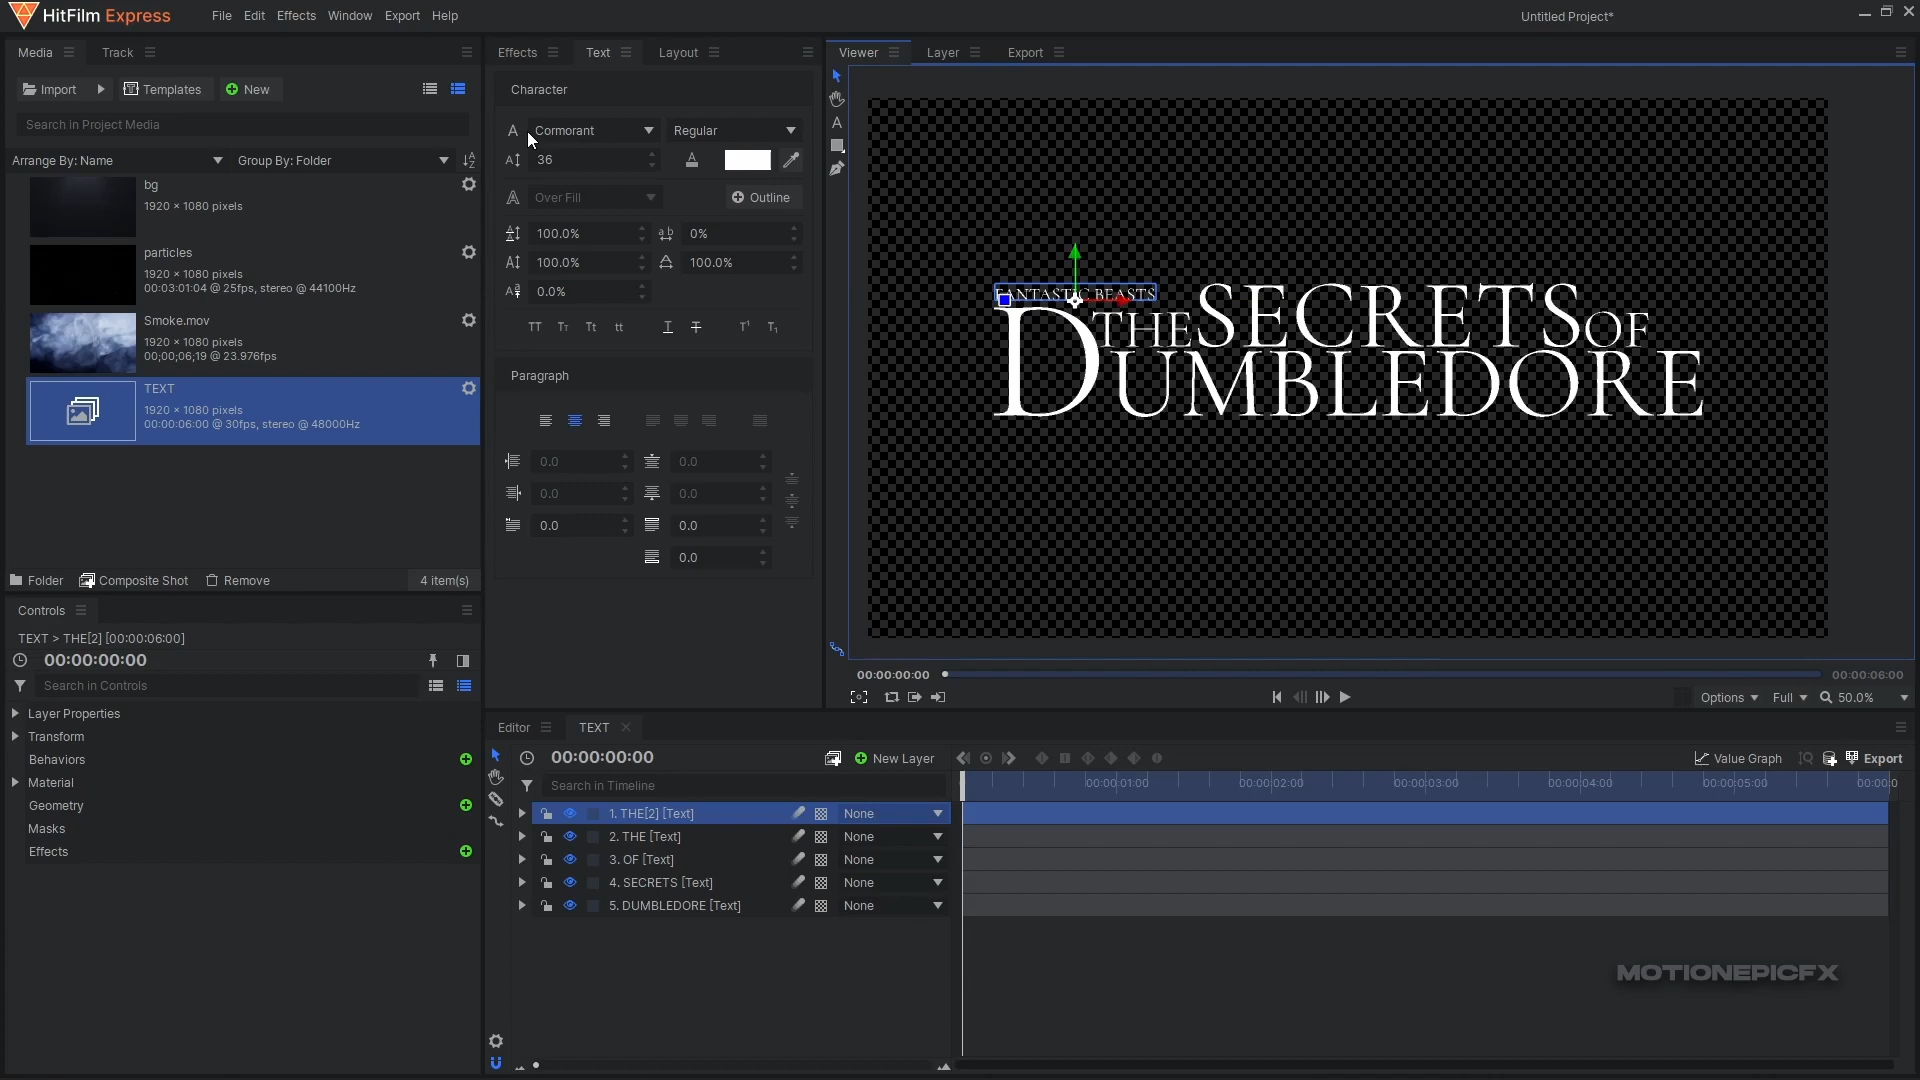 HitFilm Express
File Edit Effects Window Export Help
Untitled Project*
Media Track
Import Templates New
Search in Project Media
Arrange By: Name Group By: Folder
bg
1920 × 1080 pixels
particles
1920 × 1080 pixels
00:03:01:04 @ 25fps, stereo @ 44100Hz
Smoke.mov
1920 × 1080 pixels
00;00;06;19 @ 23.976fps
TEXT
1920 × 1080 pixels
00:00:06:00 @ 30fps, stereo @ 48000Hz
Folder Composite Shot Remove 4 item(s)
Controls
TEXT > THE[2] [00:00:06:00]
00:00:00:00
Search in Controls
Layer Properties
Transform
Behaviors
Material
Geometry
Masks
Effects
Effects Text Layout
Character
Cormorant Regular
36
Over Fill Outline
100.0% 0%
100.0% 100.0%
0.0%
TT Tт Tt tt T T T¹ T₁
Paragraph
0.0 0.0
0.0 0.0
0.0 0.0
0.0
Viewer Layer Export
FANTASTIC BEASTS
THE SECRETS OF
DUMBLEDORE
00:00:00:00 00:00:06:00
Options Full 50.0%
Editor TEXT
00:00:00:00 New Layer Value Graph Export
Search in Timeline
00:00:01:00 00:00:02:00 00:00:03:00 00:00:04:00 00:00:05:00 00:00:0
1. THE[2] [Text] None
2. THE [Text] None
3. OF [Text] None
4. SECRETS [Text] None
5. DUMBLEDORE [Text] None
MOTIONEPICFX